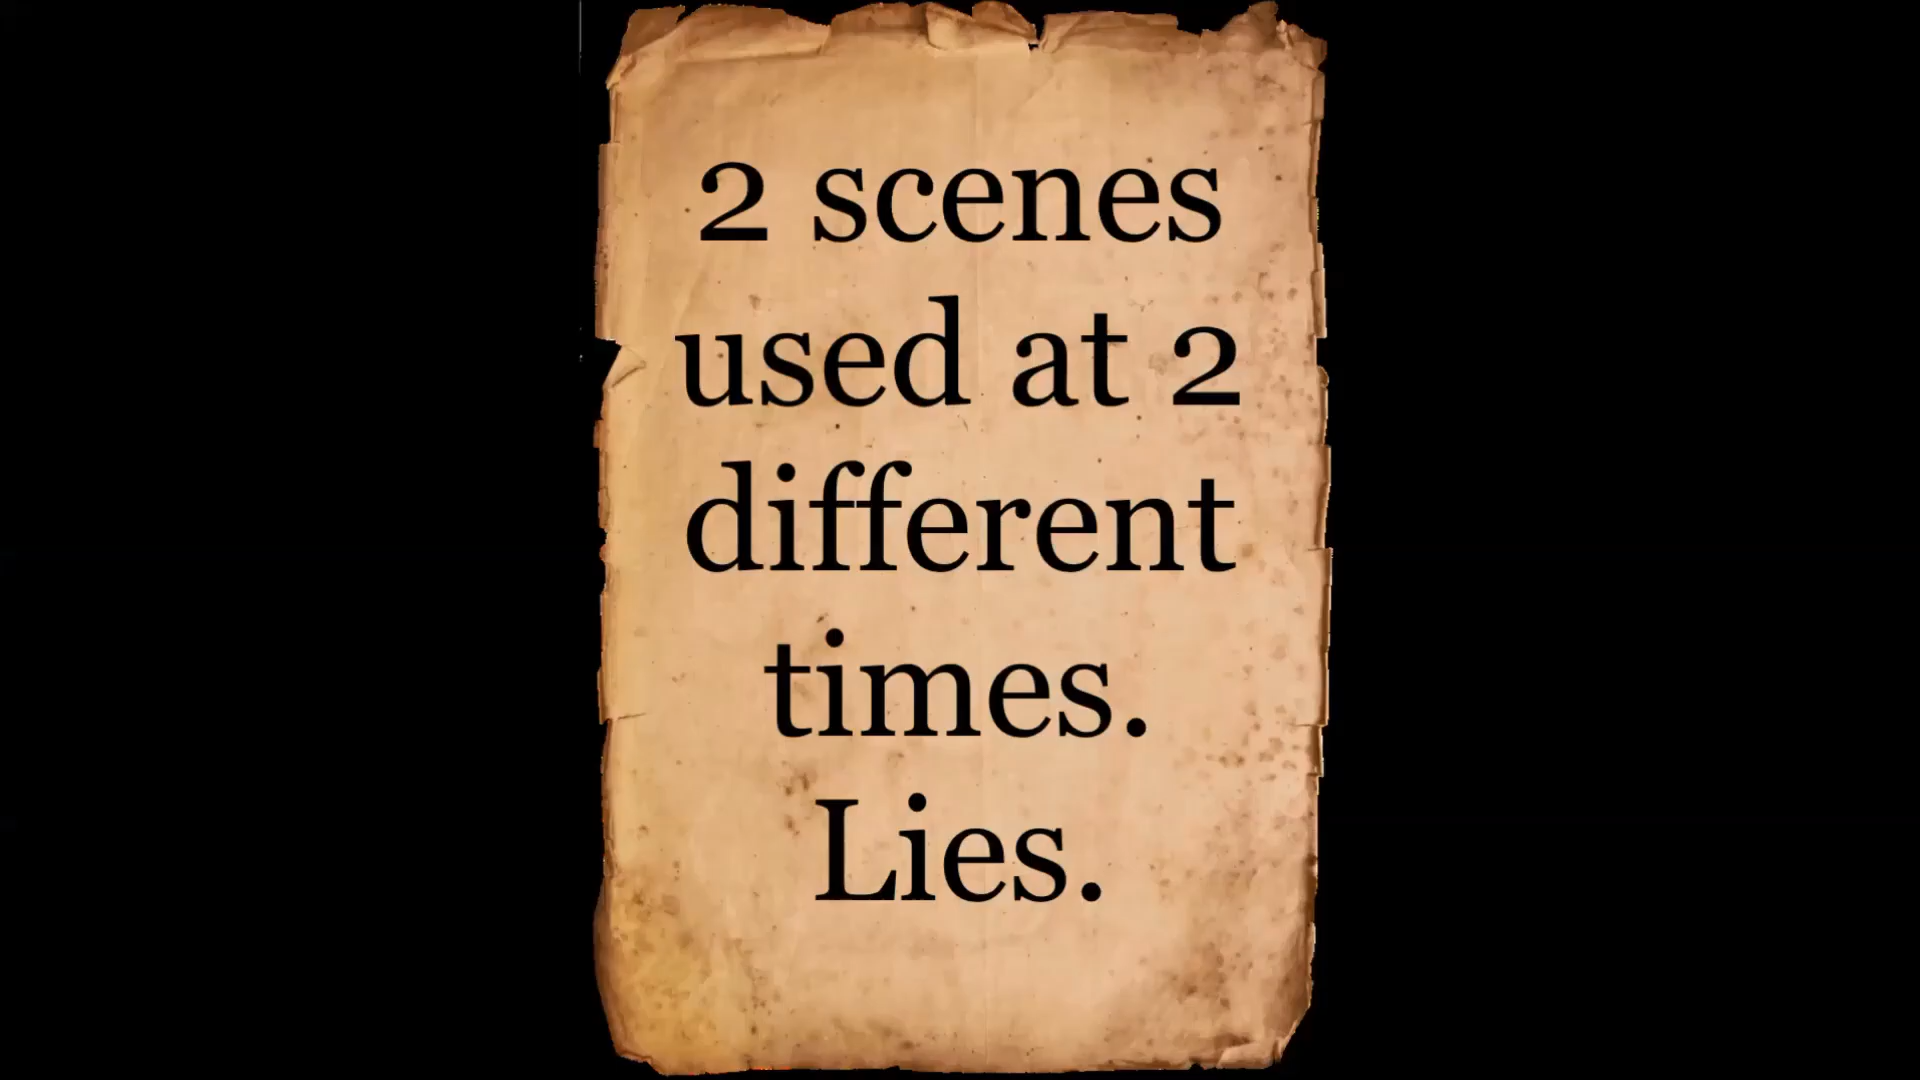 2 scenes
used at 2
different
times.
Lies.